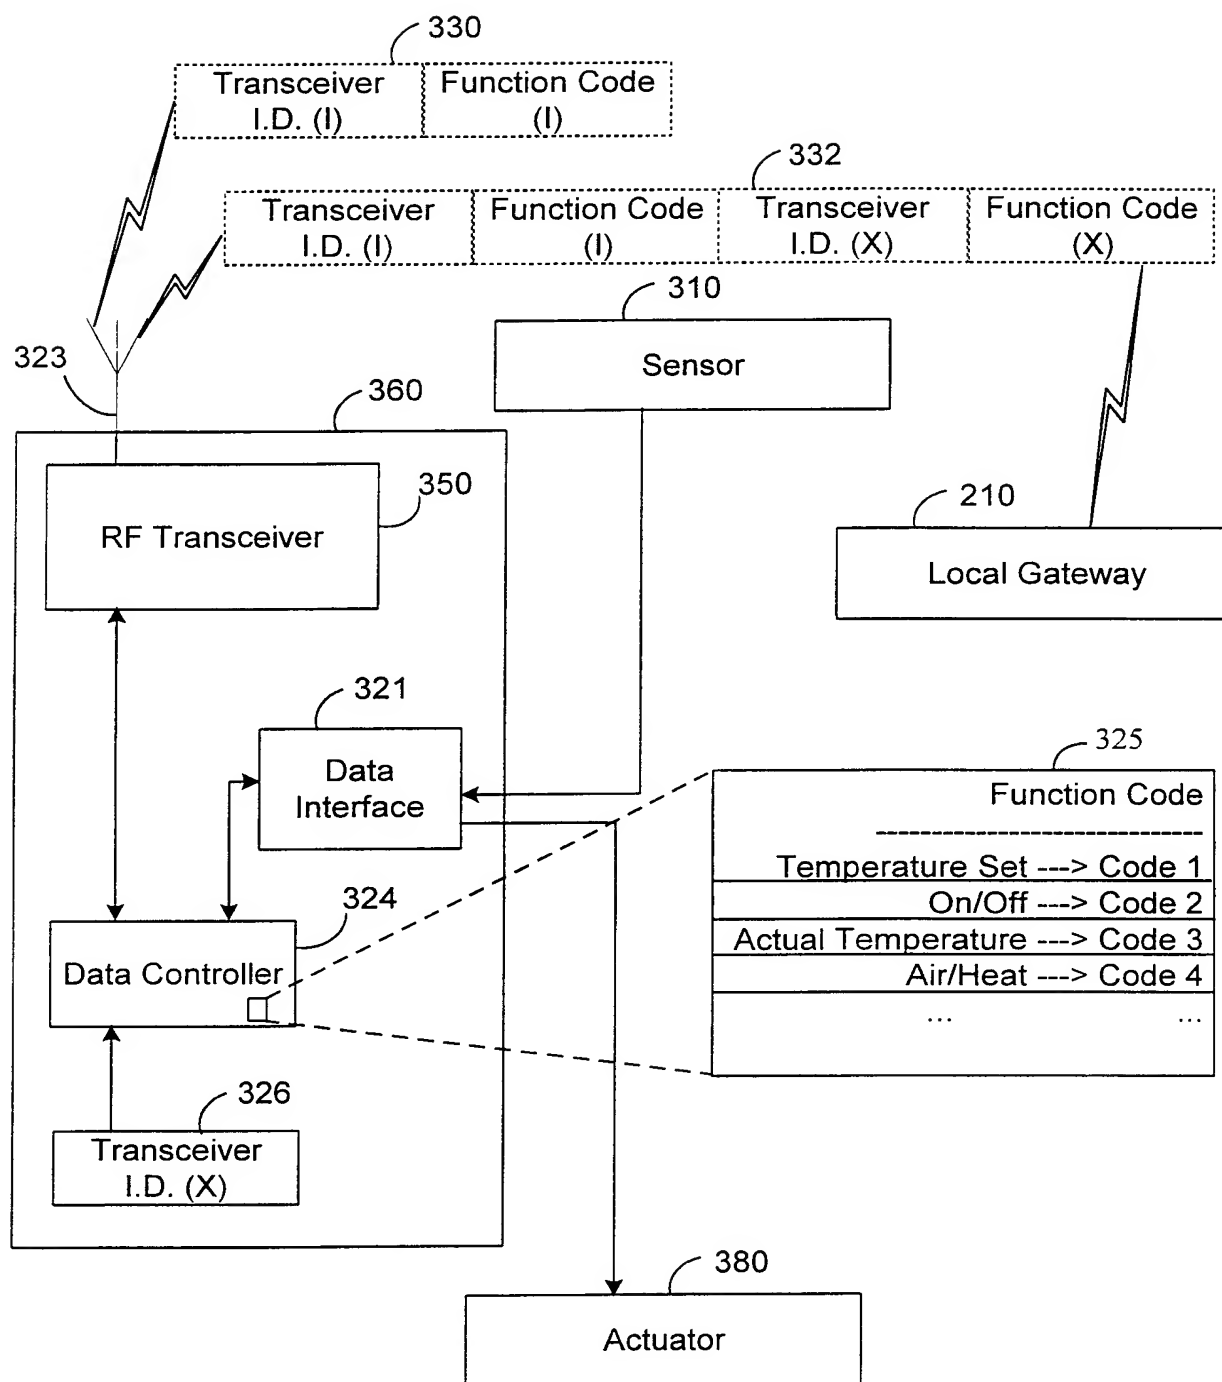 330
Transceiver I.D. (I)
Function Code (I)
332
Transceiver I.D. (I)
Function Code (I)
Transceiver I.D. (X)
Function Code (X)
310
Sensor
323
360
RF Transceiver
350
210
Local Gateway
321
Data Interface
325
Function Code
------------------------------
Temperature Set ---> Code 1
On/Off ---> Code 2
Actual Temperature ---> Code 3
Air/Heat ---> Code 4
... ...
324
Data Controller
326
Transceiver I.D. (X)
380
Actuator